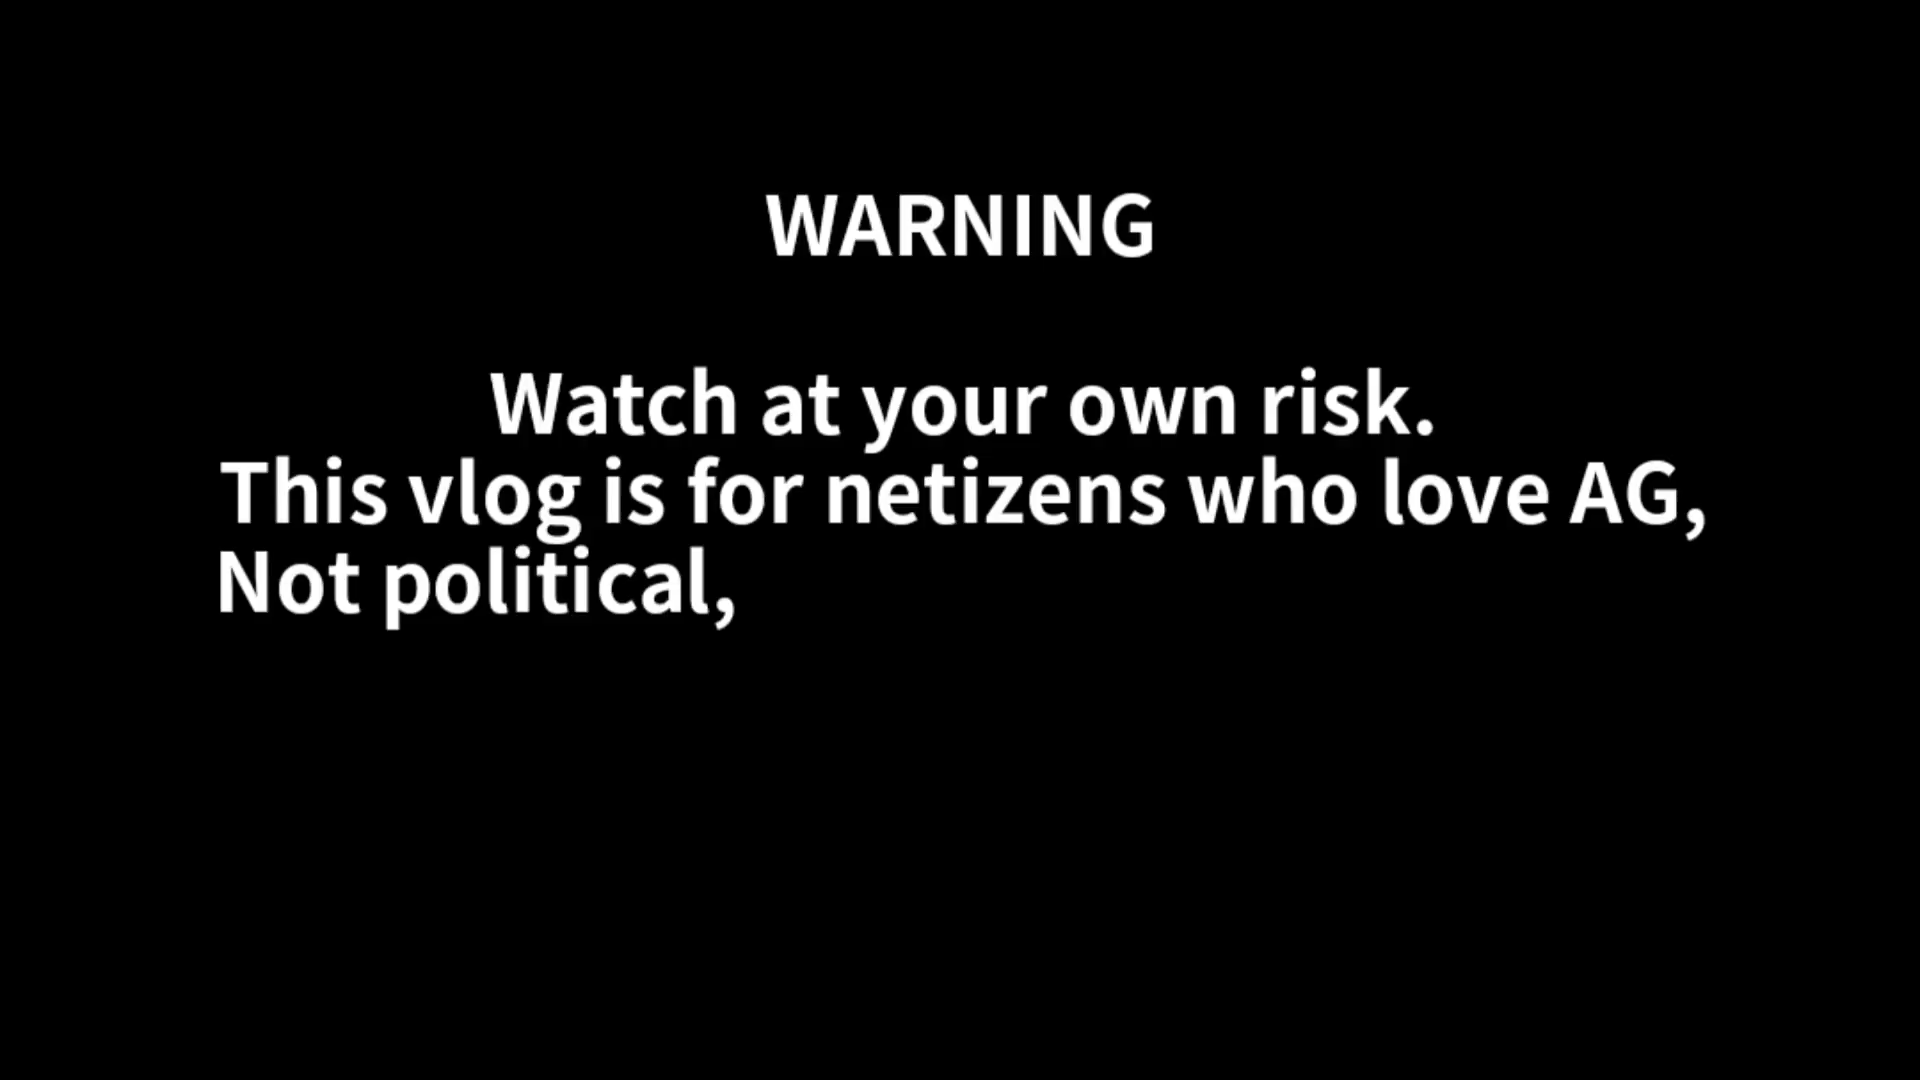 WARNING
Watch at your own risk.
This vlog is for netizens who love AG,
Not political,